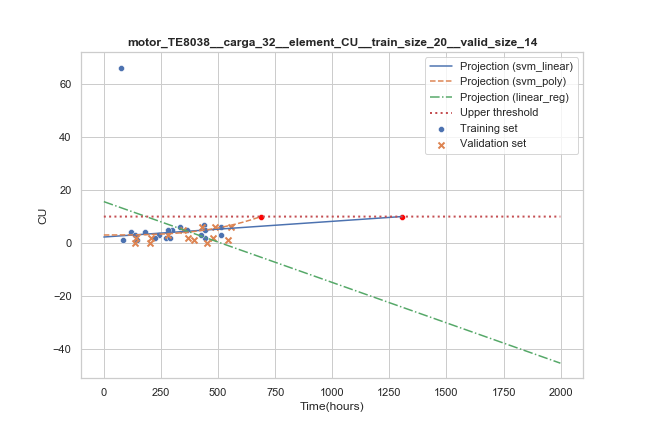 motor_TE8038__carga_32__element_CU__train_size_20__valid_size_14
Projection (svm_linear)
Projection (svm_poly)
Projection (linear_reg)
Upper threshold
Training set
Validation set
60
40
20
0
−20
−40
CU
0 250 500 750 1000 1250 1500 1750 2000
Time(hours)